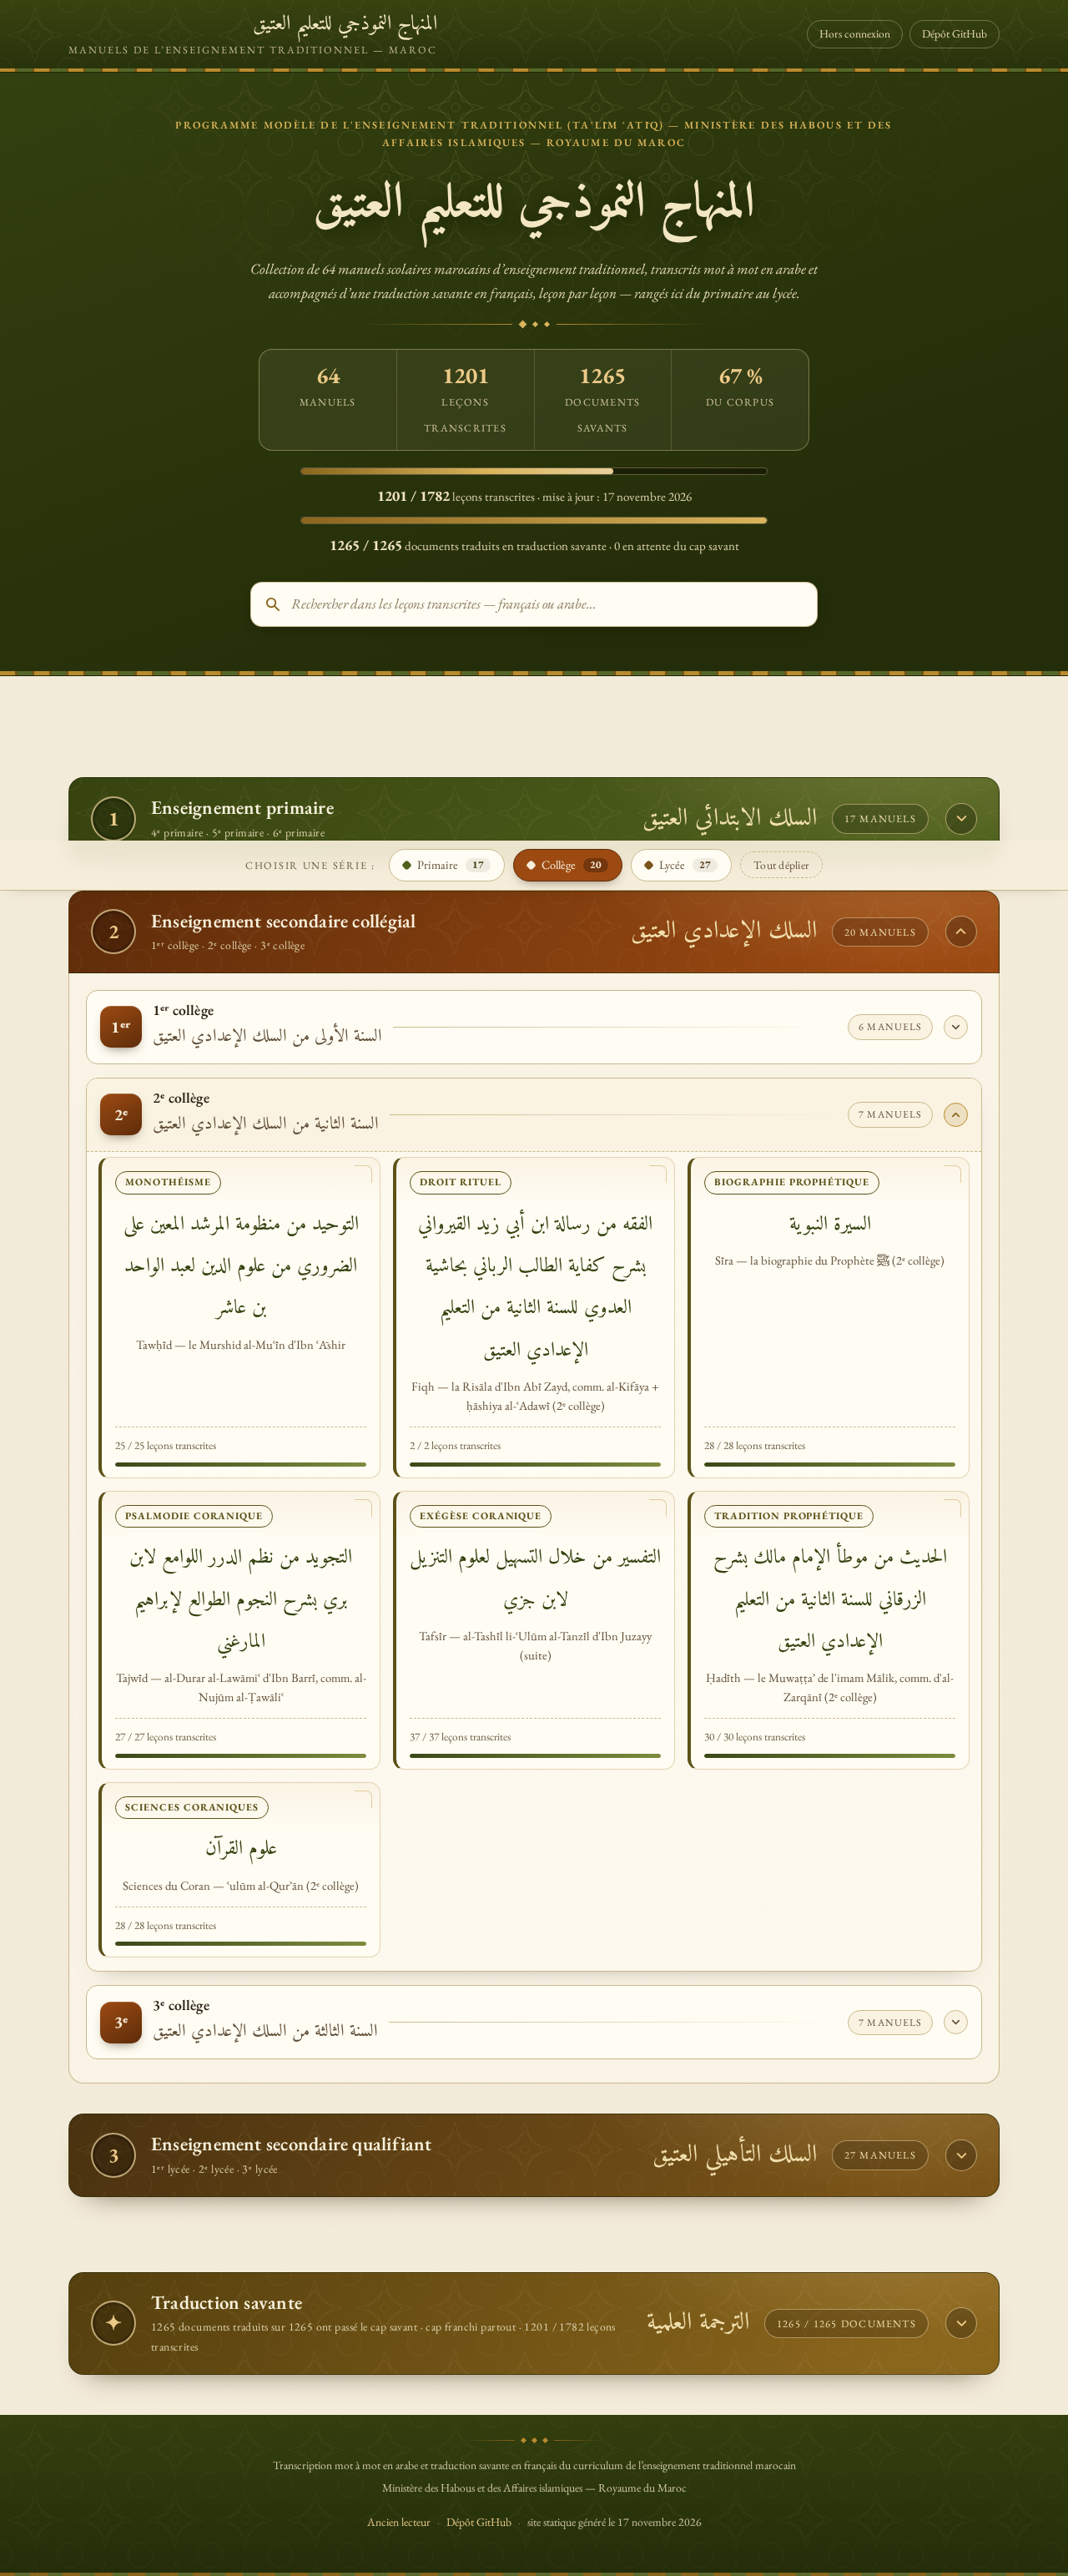 المنهاج النموذجي للتعليم العتيق
MANUELS DE L'ENSEIGNEMENT TRADITIONNEL — MAROC
Hors connexion
Dépôt GitHub
PROGRAMME MODÈLE DE L'ENSEIGNEMENT TRADITIONNEL (TAʿLĪM ʿATĪQ) — MINISTÈRE DES HABOUS ET DES
AFFAIRES ISLAMIQUES — ROYAUME DU MAROC
المنهاج النموذجي للتعليم العتيق
Collection de 64 manuels scolaires marocains d'enseignement traditionnel, transcrits mot à mot en arabe et
accompagnés d'une traduction savante en français, leçon par leçon — rangés ici du primaire au lycée.
64
MANUELS
1201
LEÇONS
TRANSCRITES
1265
DOCUMENTS
SAVANTS
67 %
DU CORPUS
1201 / 1782 leçons transcrites · mise à jour : 17 novembre 2026
1265 / 1265 documents traduits en traduction savante · 0 en attente du cap savant
Rechercher dans les leçons transcrites — français ou arabe…
1
Enseignement primaire
4ᵉ primaire · 5ᵉ primaire · 6ᵉ primaire
السلك الابتدائي العتيق
17 MANUELS
CHOISIR UNE SÉRIE :
Primaire 17
Collège 20
Lycée 27
Tout déplier
2
Enseignement secondaire collégial
1ᵉʳ collège · 2ᵉ collège · 3ᵉ collège
السلك الإعدادي العتيق
20 MANUELS
1ᵉʳ
1ᵉʳ collège
السنة الأولى من السلك الإعدادي العتيق
6 MANUELS
2ᵉ
2ᵉ collège
السنة الثانية من السلك الإعدادي العتيق
7 MANUELS
MONOTHÉISME
التوحيد من منظومة المرشد المعين على
الضروري من علوم الدين لعبد الواحد
بن عاشر
Tawḥīd — le Murshid al-Muʿīn d'Ibn ʿĀshir
25 / 25 leçons transcrites
DROIT RITUEL
الفقه من رسالة ابن أبي زيد القيرواني
بشرح كفاية الطالب الرباني بحاشية
العدوي للسنة الثانية من التعليم
الإعدادي العتيق
Fiqh — la Risāla d'Ibn Abī Zayd, comm. al-Kifāya +
ḥāshiya al-ʿAdawī (2ᵉ collège)
2 / 2 leçons transcrites
BIOGRAPHIE PROPHÉTIQUE
السيرة النبوية
Sīra — la biographie du Prophète ﷺ (2ᵉ collège)
28 / 28 leçons transcrites
PSALMODIE CORANIQUE
التجويد من نظم الدرر اللوامع لابن
بري بشرح النجوم الطوالع لإبراهيم
المارغني
Tajwīd — al-Durar al-Lawāmiʿ d'Ibn Barrī, comm. al-
Nujūm al-Ṭawāliʿ
27 / 27 leçons transcrites
EXÉGÈSE CORANIQUE
التفسير من خلال التسهيل لعلوم التنزيل
لابن جزي
Tafsīr — al-Tashīl li-ʿUlūm al-Tanzīl d'Ibn Juzayy
(suite)
37 / 37 leçons transcrites
TRADITION PROPHÉTIQUE
الحديث من موطأ الإمام مالك بشرح
الزرقاني للسنة الثانية من التعليم
الإعدادي العتيق
Ḥadīth — le Muwaṭṭaʾ de l'imam Mālik, comm. d'al-
Zarqānī (2ᵉ collège)
30 / 30 leçons transcrites
SCIENCES CORANIQUES
علوم القرآن
Sciences du Coran — ʿulūm al-Qurʾān (2ᵉ collège)
28 / 28 leçons transcrites
3ᵉ
3ᵉ collège
السنة الثالثة من السلك الإعدادي العتيق
7 MANUELS
3
Enseignement secondaire qualifiant
1ᵉʳ lycée · 2ᵉ lycée · 3ᵉ lycée
السلك التأهيلي العتيق
27 MANUELS
Traduction savante
1265 documents traduits sur 1265 ont passé le cap savant · cap franchi partout · 1201 / 1782 leçons
transcrites
الترجمة العلمية
1265 / 1265 DOCUMENTS
Transcription mot à mot en arabe et traduction savante en français du curriculum de l'enseignement traditionnel marocain
Ministère des Habous et des Affaires islamiques — Royaume du Maroc
Ancien lecteur · Dépôt GitHub · site statique généré le 17 novembre 2026